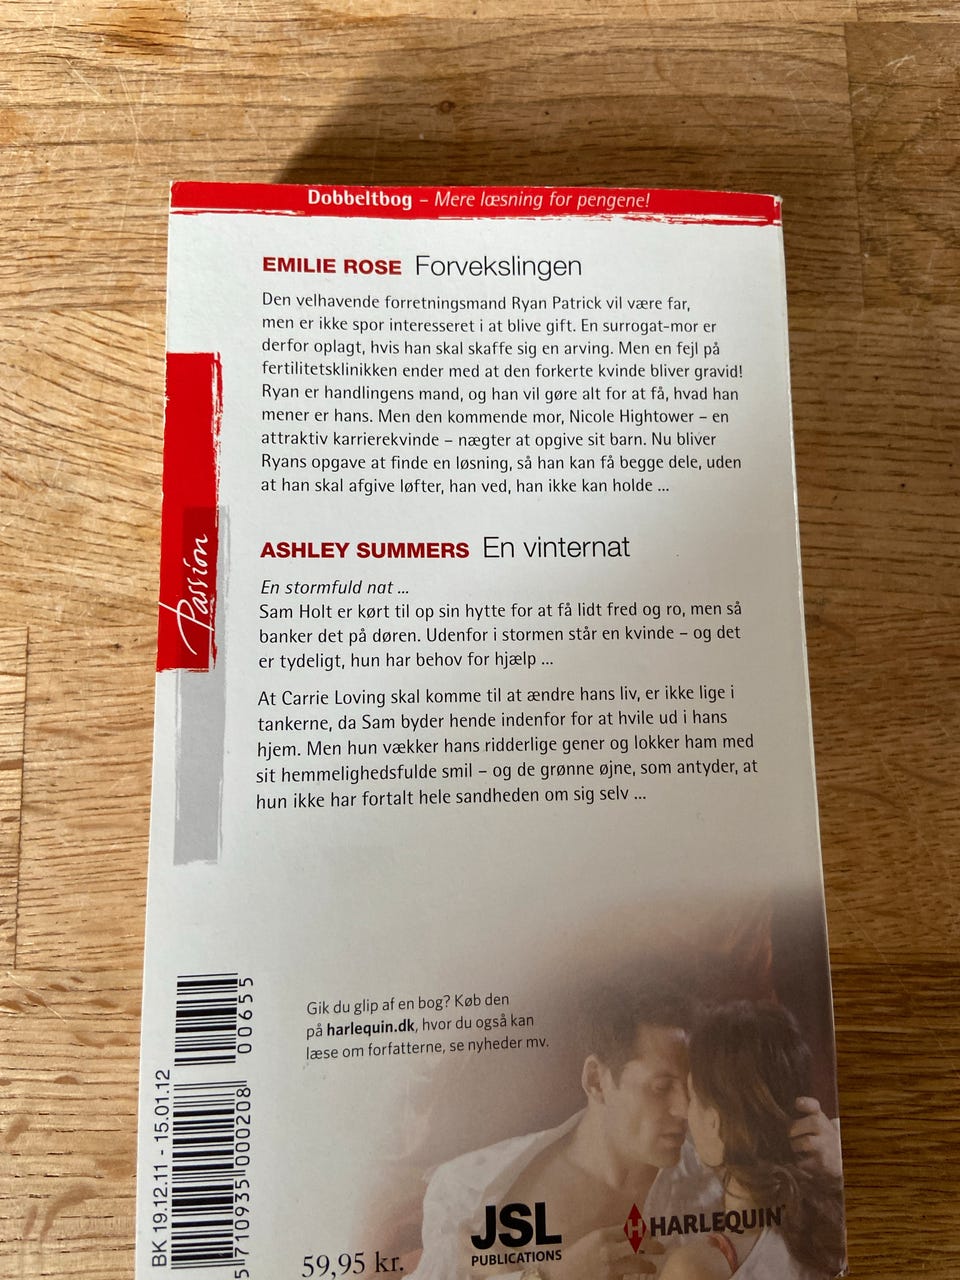 Dobbeltbog – Mere læsning for pengene!
EMILIE ROSE Forvekslingen
Den velhavende forretningsmand Ryan Patrick vil være far,
men er ikke spor interesseret i at blive gift. En surrogat-mor er
derfor oplagt, hvis han skal skaffe sig en arving. Men en fejl på
fertilitetsklinikken ender med at den forkerte kvinde bliver gravid!
Ryan er handlingens mand, og han vil gøre alt for at få, hvad han
mener er hans. Men den kommende mor, Nicole Hightower – en
attraktiv karrierekvinde – nægter at opgive sit barn. Nu bliver
Ryans opgave at finde en løsning, så han kan få begge dele, uden
at han skal afgive løfter, han ved, han ikke kan holde ...
Passion
ASHLEY SUMMERS En vinternat
En stormfuld nat ...
Sam Holt er kørt til op sin hytte for at få lidt fred og ro, men så
banker det på døren. Udenfor i stormen står en kvinde – og det
er tydeligt, hun har behov for hjælp ...
At Carrie Loving skal komme til at ændre hans liv, er ikke lige i
tankerne, da Sam byder hende indenfor for at hvile ud i hans
hjem. Men hun vækker hans ridderlige gener og lokker ham med
sit hemmelighedsfulde smil – og de grønne øjne, som antyder, at
hun ikke har fortalt hele sandheden om sig selv ...
Gik du glip af en bog? Køb den
på harlequin.dk, hvor du også kan
læse om forfatterne, se nyheder mv.
BK 19.12.11 - 15.01.12
5 710935 000208
00655
59,95 kr.
JSL
PUBLICATIONS
H HARLEQUIN